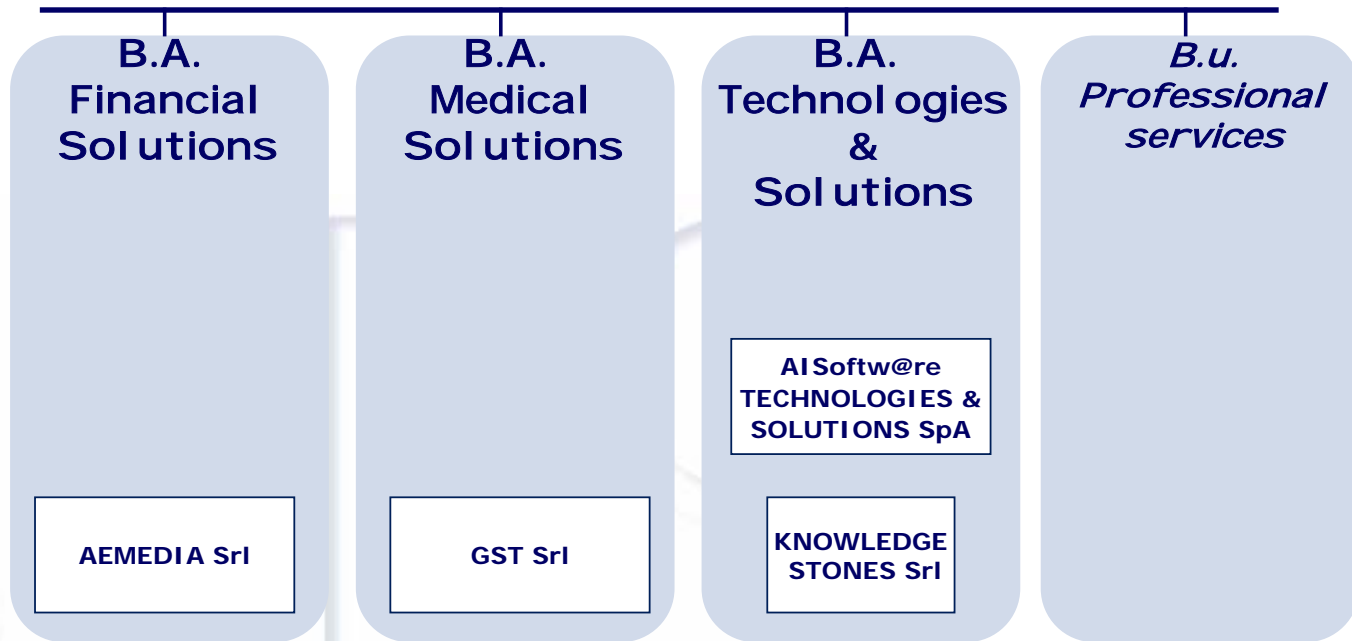 B.A.
Financial
Solutions
B.A.
Medical
Solutions
B.A.
Technologies
&
Solutions
B.u.
Professional
services
AISoftw@re
TECHNOLOGIES &
SOLUTIONS SpA
AEMEDIA Srl
GST Srl
KNOWLEDGE
STONES Srl